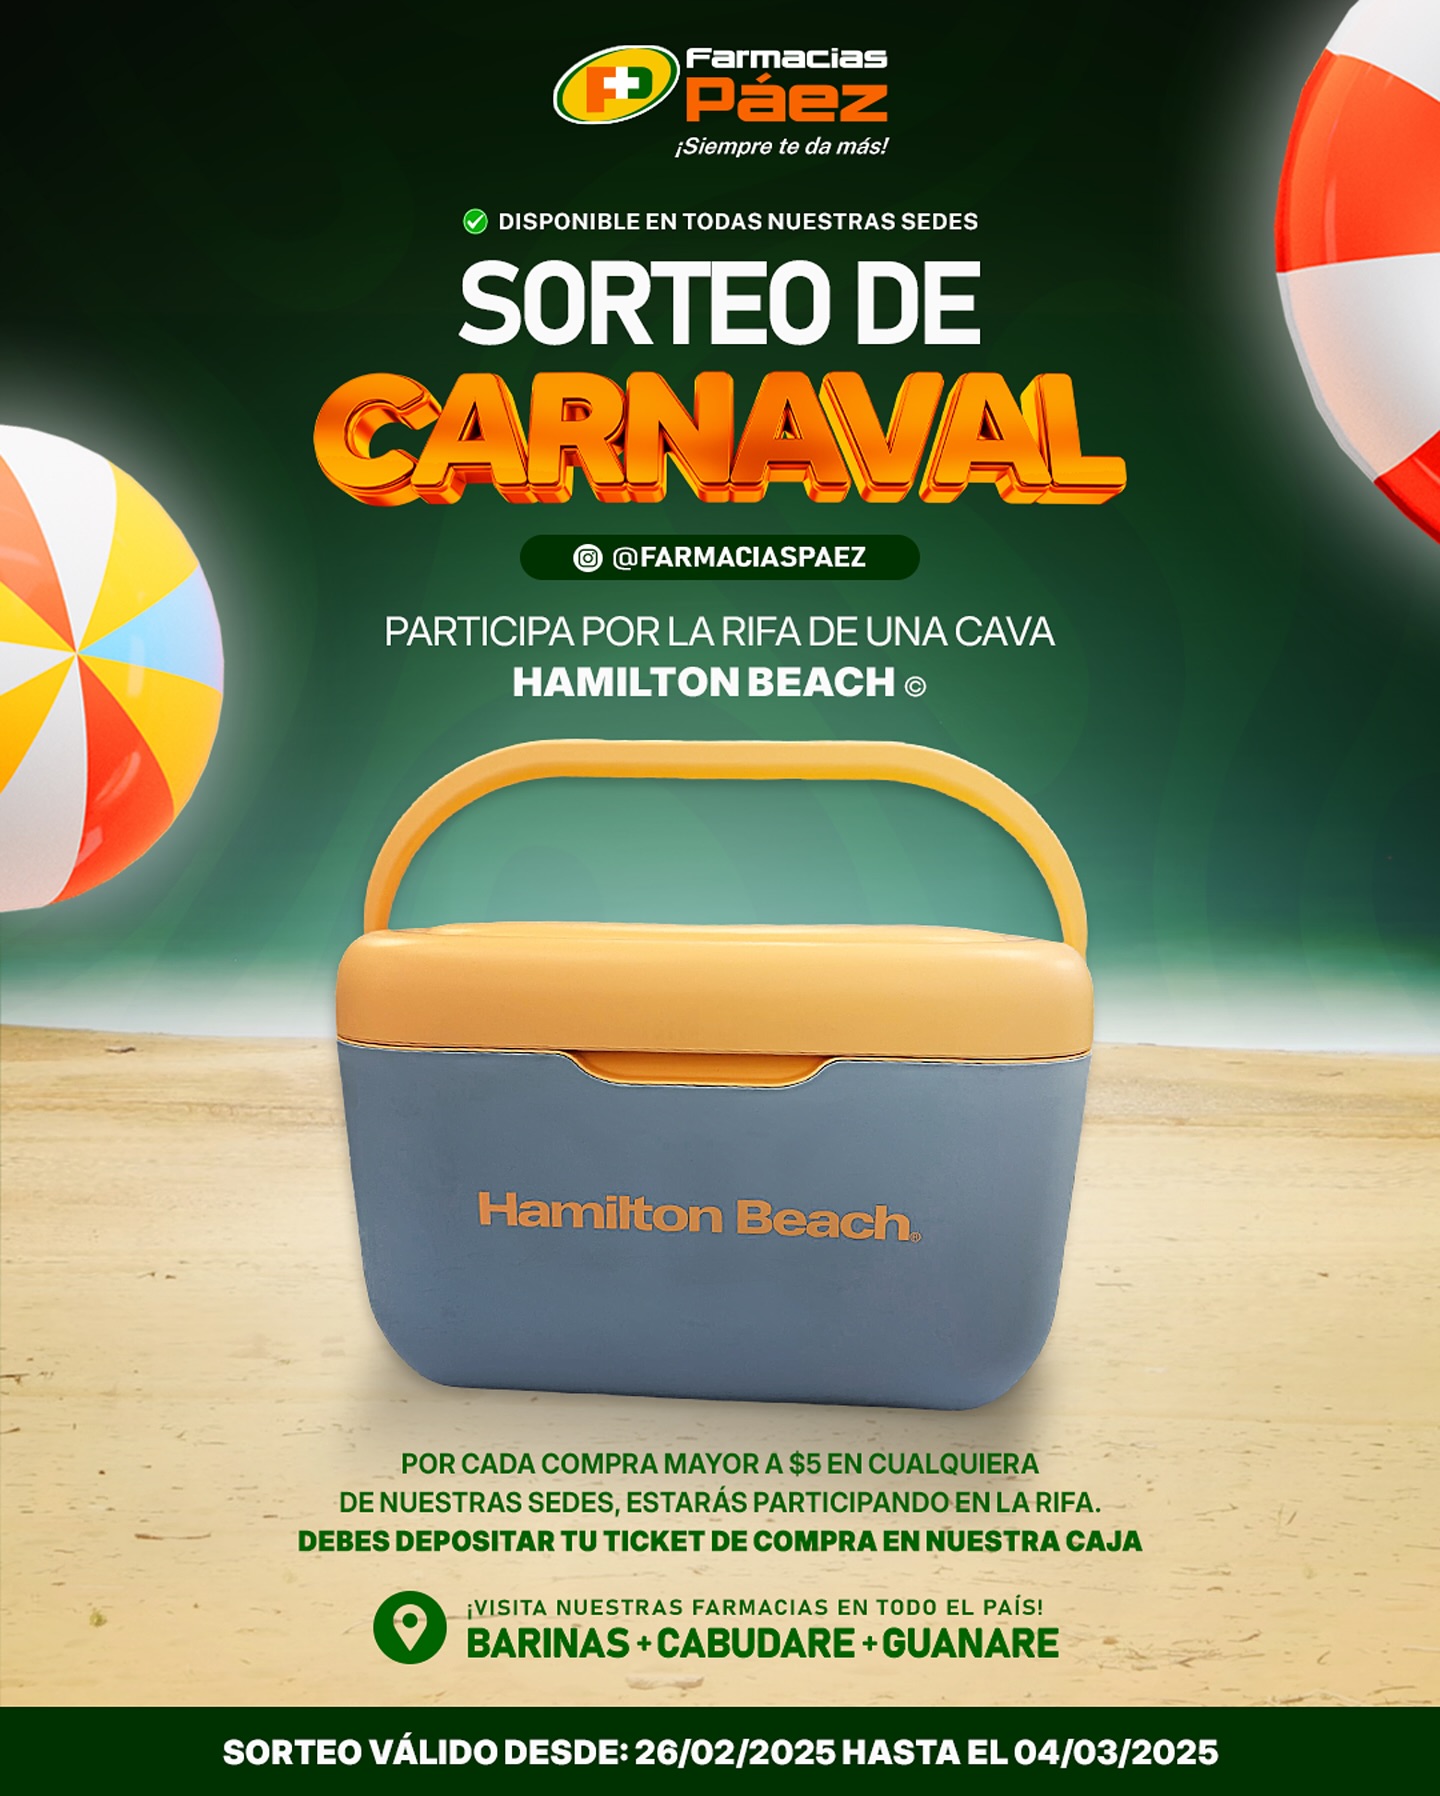 Farmacias
Páez
¡Siempre te da más!
DISPONIBLE EN TODAS NUESTRAS SEDES
SORTEO DE
CARNAVAL
@FARMACIASPAEZ
PARTICIPA POR LA RIFA DE UNA CAVA
HAMILTON BEACH ©
Hamilton Beach®
POR CADA COMPRA MAYOR A $5 EN CUALQUIERA
DE NUESTRAS SEDES, ESTARÁS PARTICIPANDO EN LA RIFA.
DEBES DEPOSITAR TU TICKET DE COMPRA EN NUESTRA CAJA
¡VISITA NUESTRAS FARMACIAS EN TODO EL PAÍS!
BARINAS + CABUDARE + GUANARE
SORTEO VÁLIDO DESDE: 26/02/2025 HASTA EL 04/03/2025